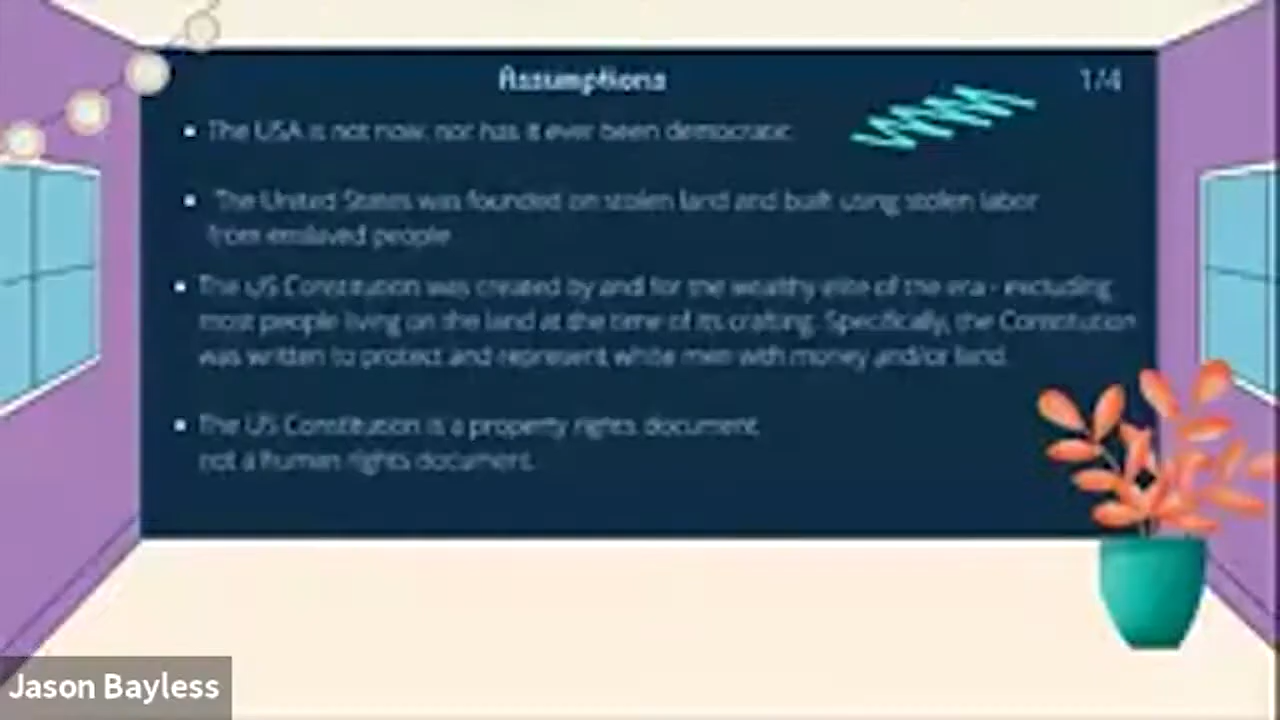 Assumptions
1/4
• The USA is not now, nor has it ever been democratic.
• The United States was founded on stolen land and built using stolen labor
from enslaved people
• The US Constitution was created by and for the wealthy elite of the era - excluding
most people living on the land at the time of its crafting. Specifically, the Constitution
was written to protect and represent white men with money and/or land.
• The US Constitution is a property rights document
not a human rights document.
Jason Bayless